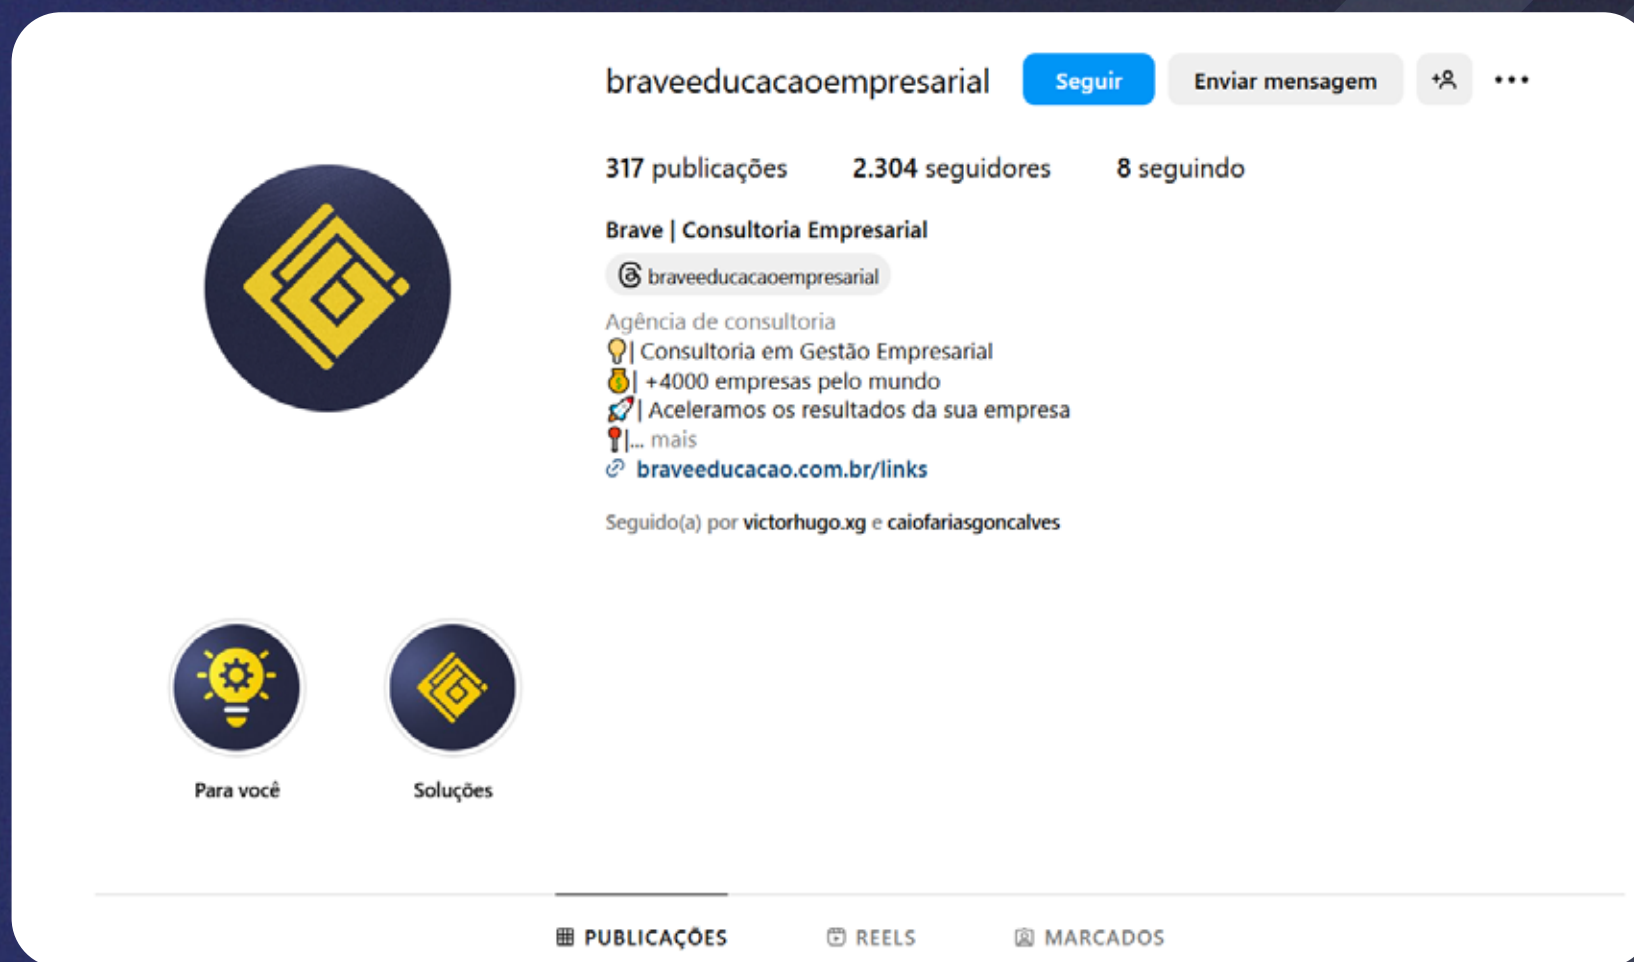 braveeducacaoempresarial Seguir Enviar mensagem
317 publicações 2.304 seguidores 8 seguindo
Brave | Consultoria Empresarial
braveeducacaoempresarial
Agência de consultoria
💡| Consultoria em Gestão Empresarial
💰| +4000 empresas pelo mundo
🚀| Aceleramos os resultados da sua empresa
📍|... mais
braveeducacao.com.br/links
Seguido(a) por victorhugo.xg e caiofariasgoncalves
Para você Soluções
PUBLICAÇÕES REELS MARCADOS